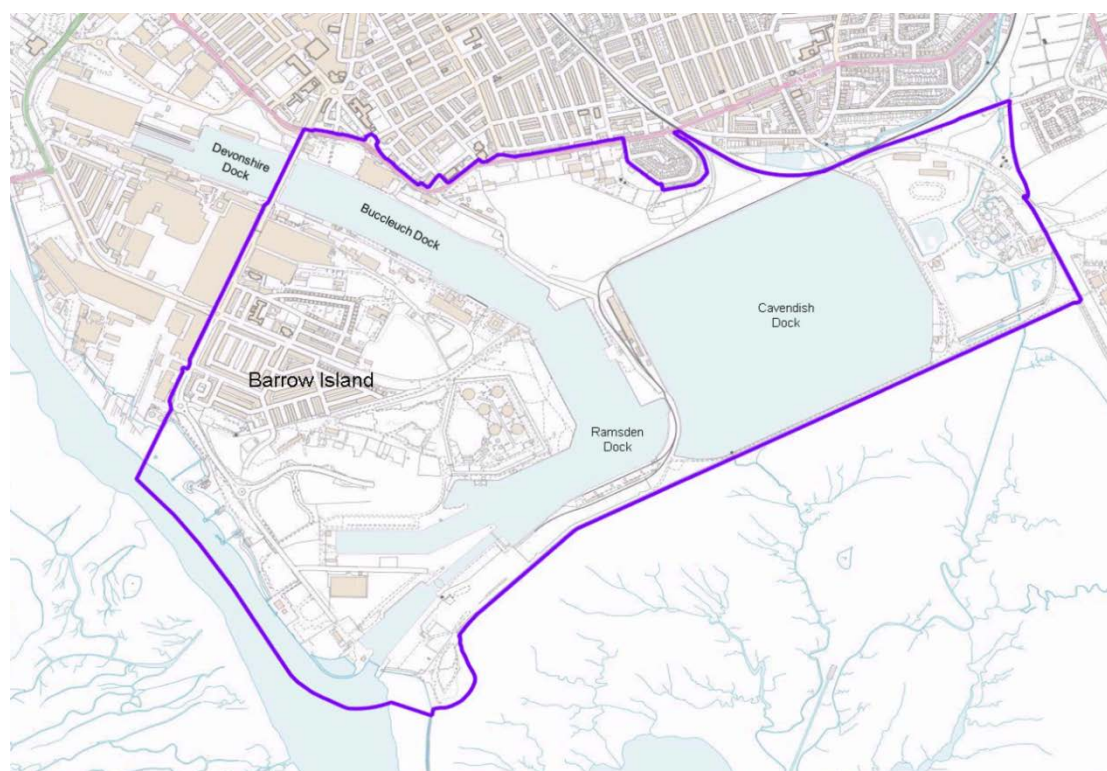 Devonshire
Dock
Buccleuch Dock
Cavendish
Dock
Barrow Island
Ramsden
Dock